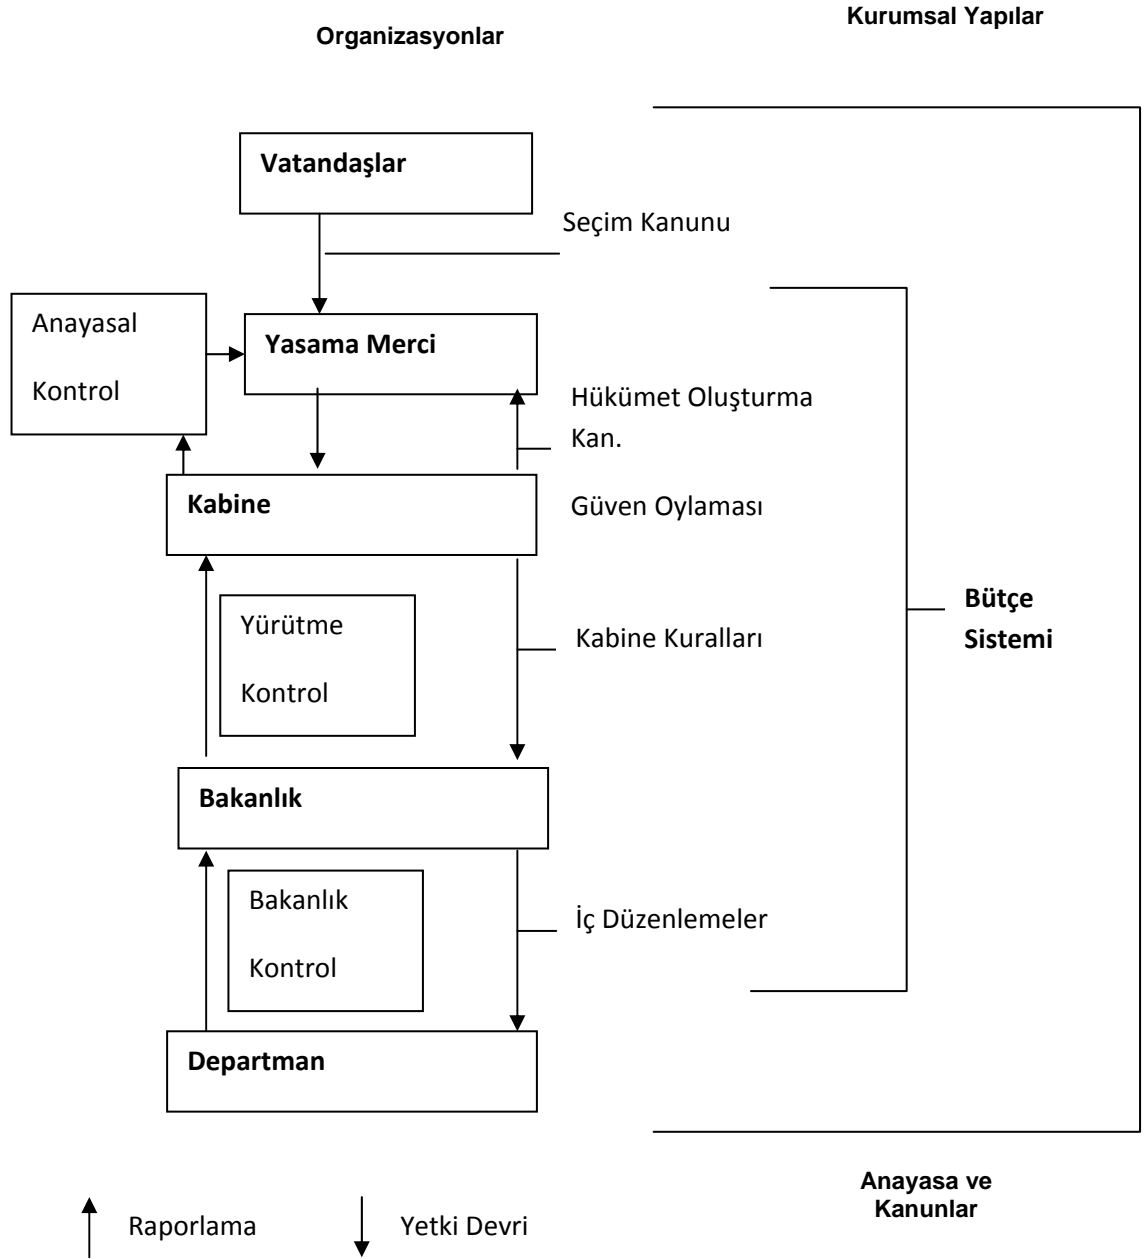 Kurumsal Yapılar
Organizasyonlar
Vatandaşlar
Seçim Kanunu
Anayasal
Kontrol
Yasama Merci
Hükümet Oluşturma
Kan.
Kabine
Güven Oylaması
Yürütme
Kontrol
Kabine Kuralları
Bütçe
Sistemi
Bakanlık
Bakanlık
Kontrol
İç Düzenlemeler
Departman
Anayasa ve
Kanunlar
Raporlama
Yetki Devri